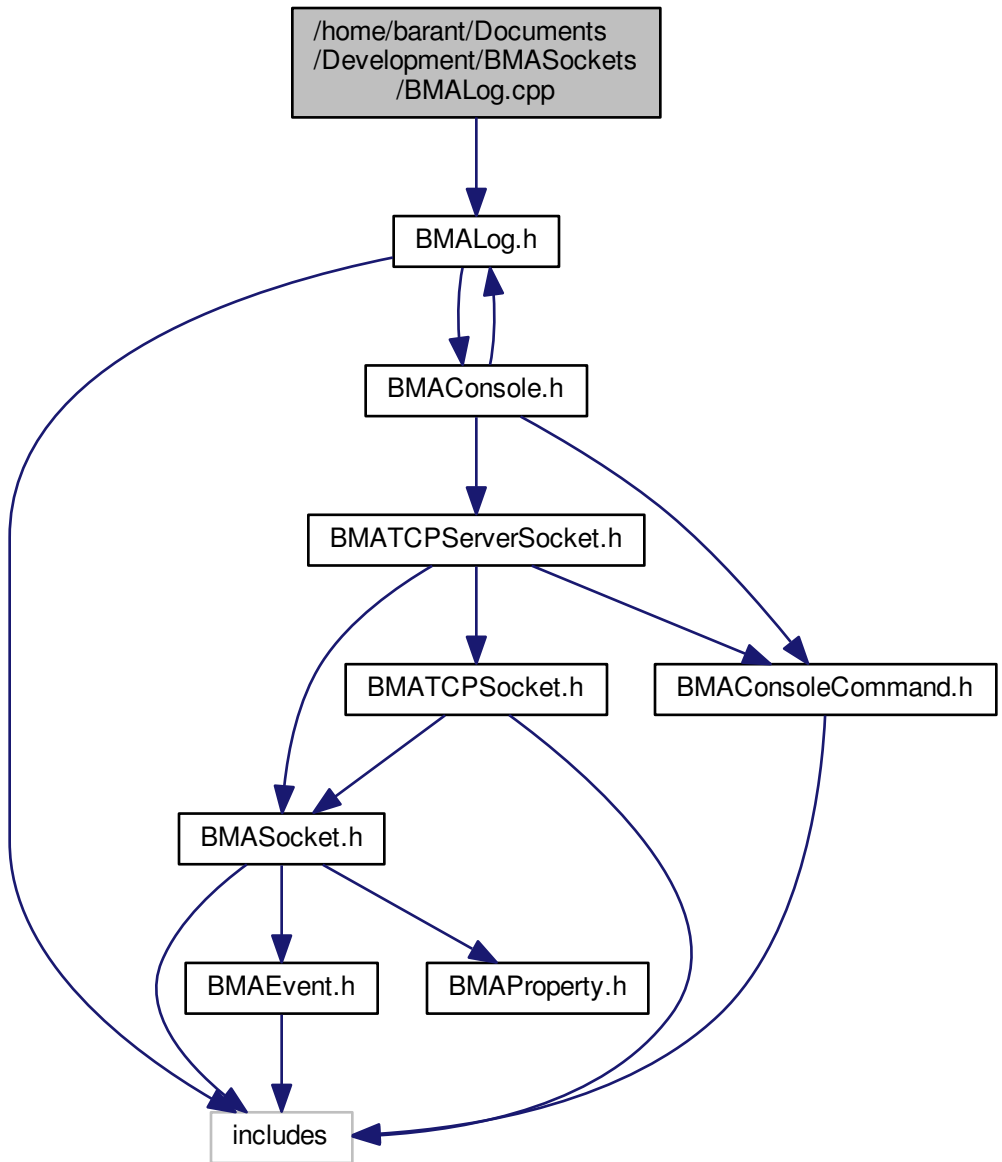 /home/barant/Documents
/Development/BMASockets
/BMALog.cpp
BMALog.h
BMAConsole.h
BMATCPServerSocket.h
BMATCPSocket.h
BMAConsoleCommand.h
BMASocket.h
BMAEvent.h
BMAProperty.h
includes